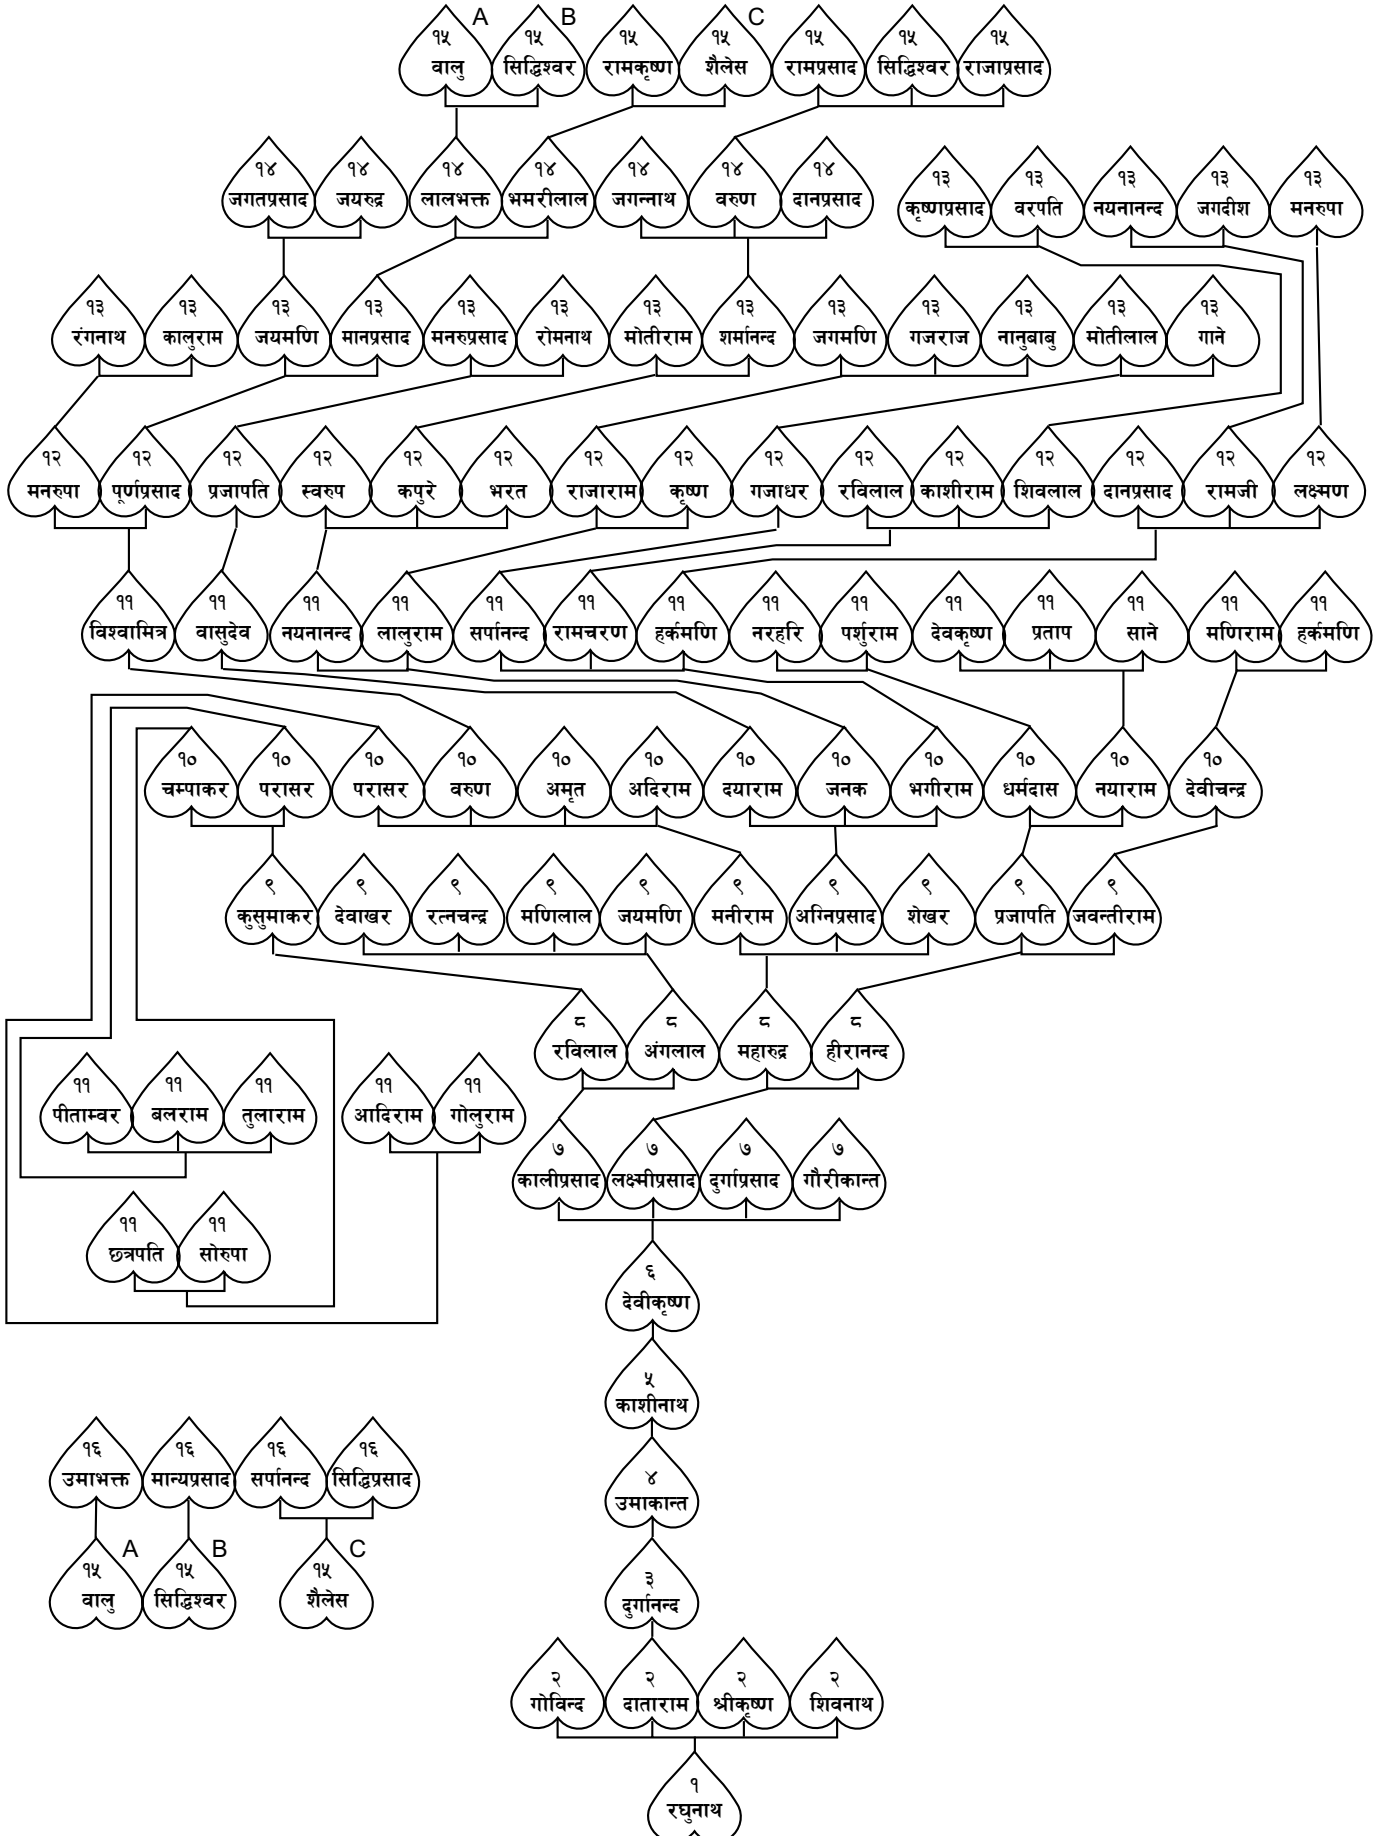 A B C
१५ १५ १५ १५ १५ १५ १५
वालु सिद्धिश्वर रामकृष्ण शैलेस रामप्रसाद सिद्धिश्वर राजाप्रसाद
१४ १४ १४ १४ १४ १४ १४
जगतप्रसाद जयरुद्र लालभक्त भमरीलाल जगन्नाथ वरुण दानप्रसाद
१३ १३ १३ १३ १३
कृष्णप्रसाद वरपति नयनानन्द जगदीश मनरुपा
१३ १३ १३ १३ १३ १३ १३ १३ १३ १३ १३ १३ १३
रंगनाथ कालुराम जयमणि मानप्रसाद मनरुप्रसाद रोमनाथ मोतीराम शर्मानन्द जगमणि गजराज नानुबाबु मोतीलाल गाने
१२ १२ १२ १२ १२ १२ १२ १२ १२ १२ १२ १२ १२ १२ १२
मनरुपा पूर्णप्रसाद प्रजापति स्वरुप कपुरे भरत राजाराम कृष्ण गजाधर रविलाल काशीराम शिवलाल दानप्रसाद रामजी लक्ष्मण
११ ११ ११ ११ ११ ११ ११ ११ ११ ११ ११ ११ ११ ११
विश्वामित्र वासुदेव नयनानन्द लालुराम सर्पानन्द रामचरण हर्कमणि नरहरि पर्शुराम देवकृष्ण प्रताप साने मणिराम हर्कमणि
१० १० १० १० १० १० १० १० १० १० १० १०
चम्पाकर परासर परासर वरुण अमृत अदिराम दयाराम जनक भगीराम धर्मदास नयाराम देवीचन्द्र
९ ९ ९ ९ ९ ९ ९ ९ ९ ९
कुसुमाकर देवाखर रत्नचन्द्र मणिलाल जयमणि मनीराम अग्निप्रसाद शेखर प्रजापति जवन्तीराम
८ ८ ८ ८
रविलाल अंगलाल महारुद्र हीरानन्द
११ ११ ११ ११ ११
पीताम्वर बलराम तुलाराम आदिराम गोलुराम
७ ७ ७ ७
कालीप्रसाद लक्ष्मीप्रसाद दुर्गाप्रसाद गौरीकान्त
११ ११
छत्रपति सोरुपा
६
देवीकृष्ण
५
काशीनाथ
१६ १६ १६ १६
उमाभक्त मान्यप्रसाद सर्पानन्द सिद्धिप्रसाद
४
उमाकान्त
A B C
१५ १५ १५
वालु सिद्धिश्वर शैलेस
३
दुर्गानन्द
२ २ २ २
गोविन्द दाताराम श्रीकृष्ण शिवनाथ
१
रघुनाथ